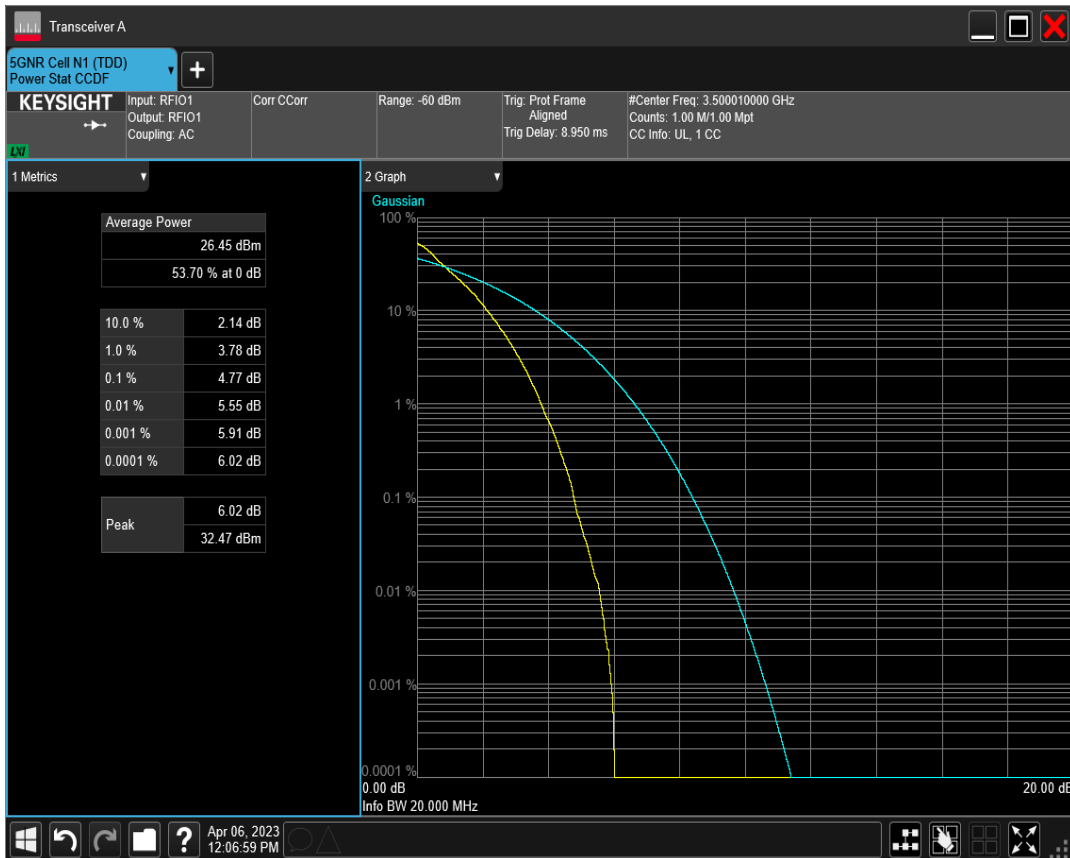 Transceiver A
5GNR Cell N1 (TDD)
Power Stat CCDF
KEYSIGHT
LXI
Input: RFIO1
Output: RFIO1
Coupling: AC
Corr CCorr
Range: -60 dBm
Trig: Prot Frame
Aligned
Trig Delay: 8.950 ms
#Center Freq: 3.500010000 GHz
Counts: 1.00 M/1.00 Mpt
CC Info: UL, 1 CC
1 Metrics
Average Power
26.45 dBm
53.70 % at 0 dB
10.0 % 2.14 dB
1.0 % 3.78 dB
0.1 % 4.77 dB
0.01 % 5.55 dB
0.001 % 5.91 dB
0.0001 % 6.02 dB
Peak
6.02 dB
32.47 dBm
2 Graph
Gaussian
100 %
10 %
1 %
0.1 %
0.01 %
0.001 %
0.0001 %
0.00 dB
20.00 dB
Info BW 20.000 MHz
?
Apr 06, 2023
12:06:59 PM